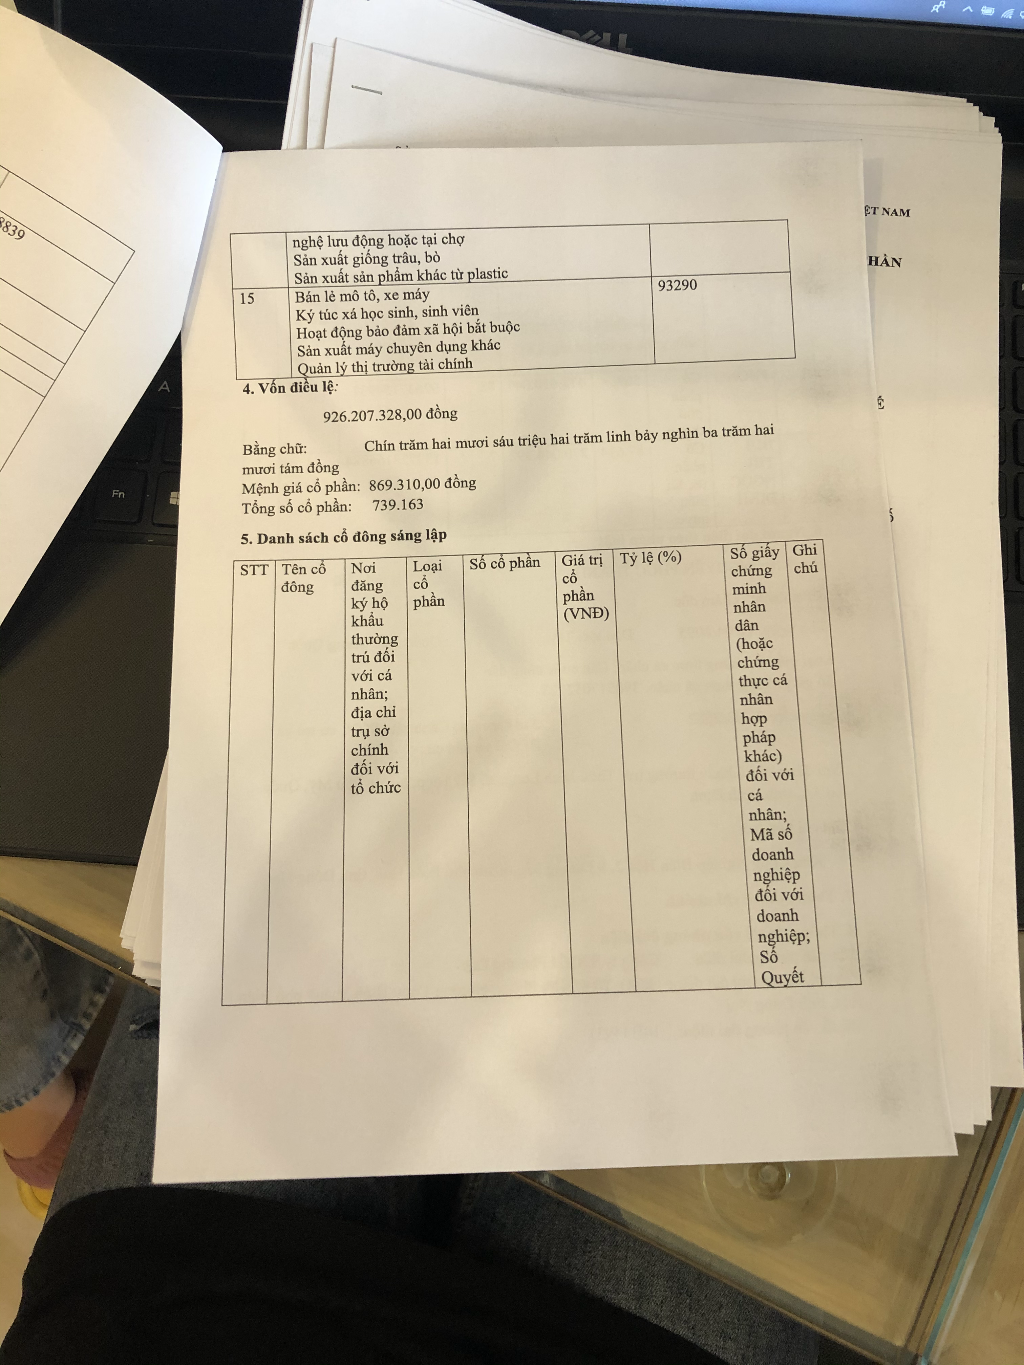 DELL
8839
ỆT NAM
HÀN
nghệ lưu động hoặc tại chợ
Sản xuất giống trâu, bò
Sản xuất sản phẩm khác từ plastic
15
Bán lẻ mô tô, xe máy
Ký túc xá học sinh, sinh viên
Hoạt động bảo đảm xã hội bắt buộc
Sản xuất máy chuyên dụng khác
Quản lý thị trường tài chính
93290
4. Vốn điều lệ:
926.207.328,00 đồng
Bằng chữ: Chín trăm hai mươi sáu triệu hai trăm linh bảy nghìn ba trăm hai
mươi tám đồng
Mệnh giá cổ phần: 869.310,00 đồng
Tổng số cổ phần: 739.163
5. Danh sách cổ đông sáng lập
STT
Tên cổ
đông
Nơi
đăng
ký hộ
khẩu
thường
trú đối
với cá
nhân;
địa chỉ
trụ sở
chính
đối với
tổ chức
Loại
cổ
phần
Số cổ phần
Giá trị
cổ
phần
(VNĐ)
Tỷ lệ (%)
Số giấy
chứng
minh
nhân
dân
(hoặc
chứng
thực cá
nhân
hợp
pháp
khác)
đối với
cá
nhân;
Mã số
doanh
nghiệp
đối với
doanh
nghiệp;
Số
Quyết
Ghi
chú
A
Fn